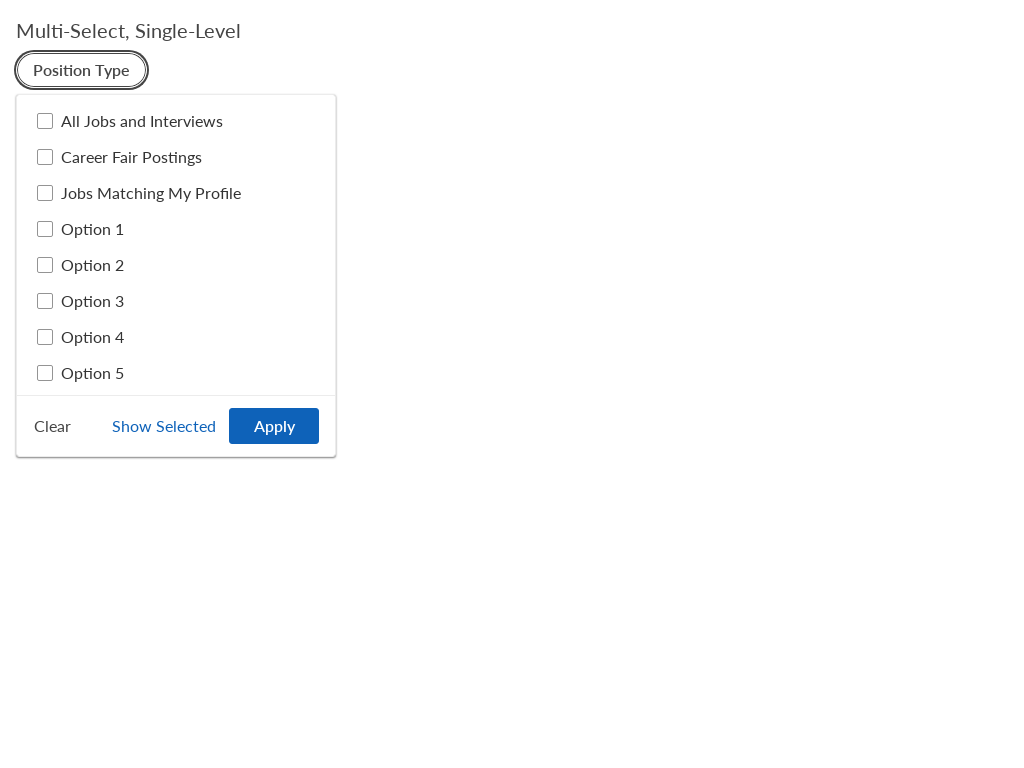 Multi-Select, Single-Level
Position Type
All Jobs and Interviews
Career Fair Postings
Jobs Matching My Profile
Option 1
Option 2
Option 3
Option 4
Option 5
Clear Show Selected Apply